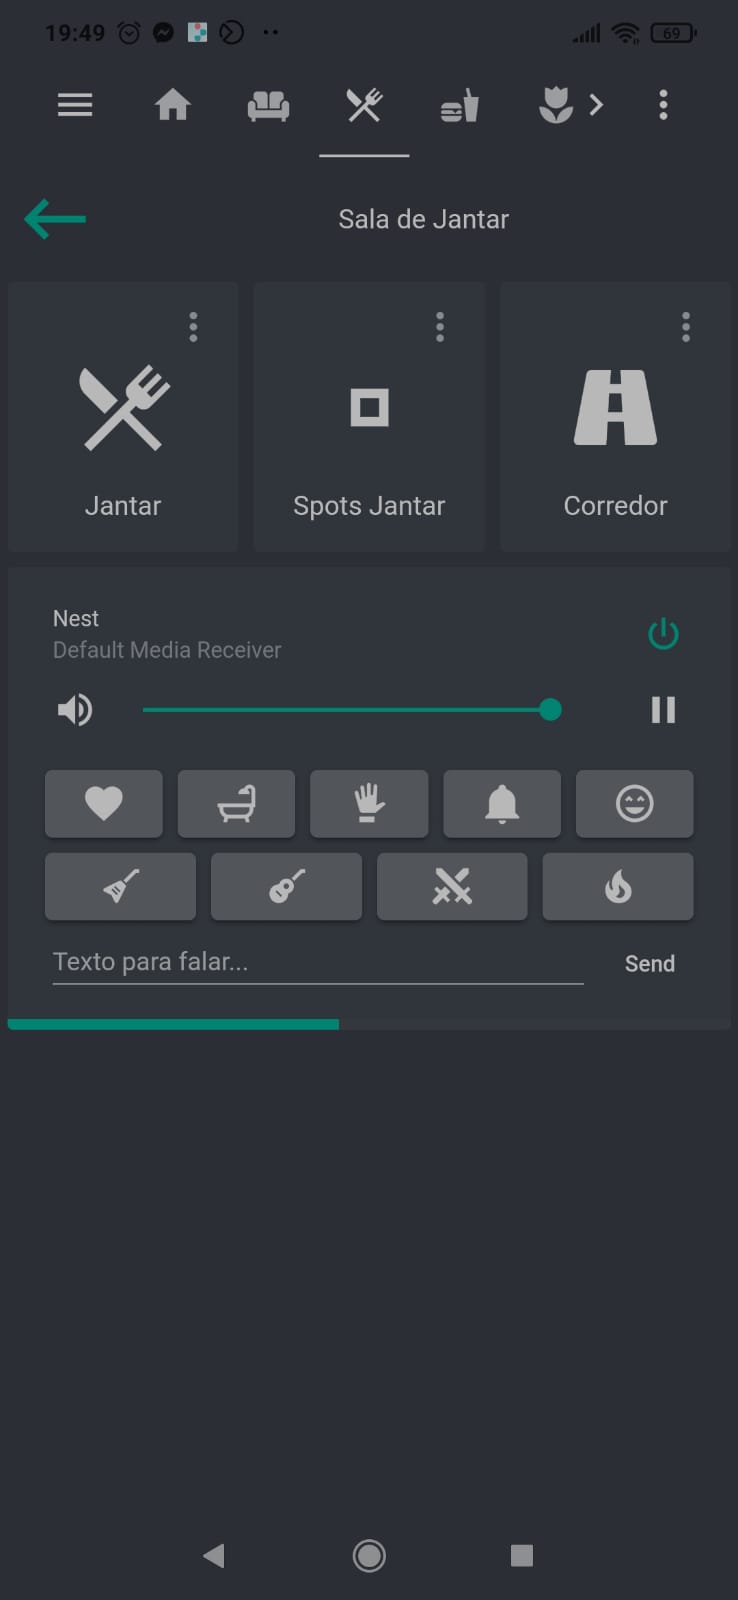 19:49
69
Sala de Jantar
Jantar
Spots Jantar
Corredor
Nest
Default Media Receiver
Texto para falar...
Send